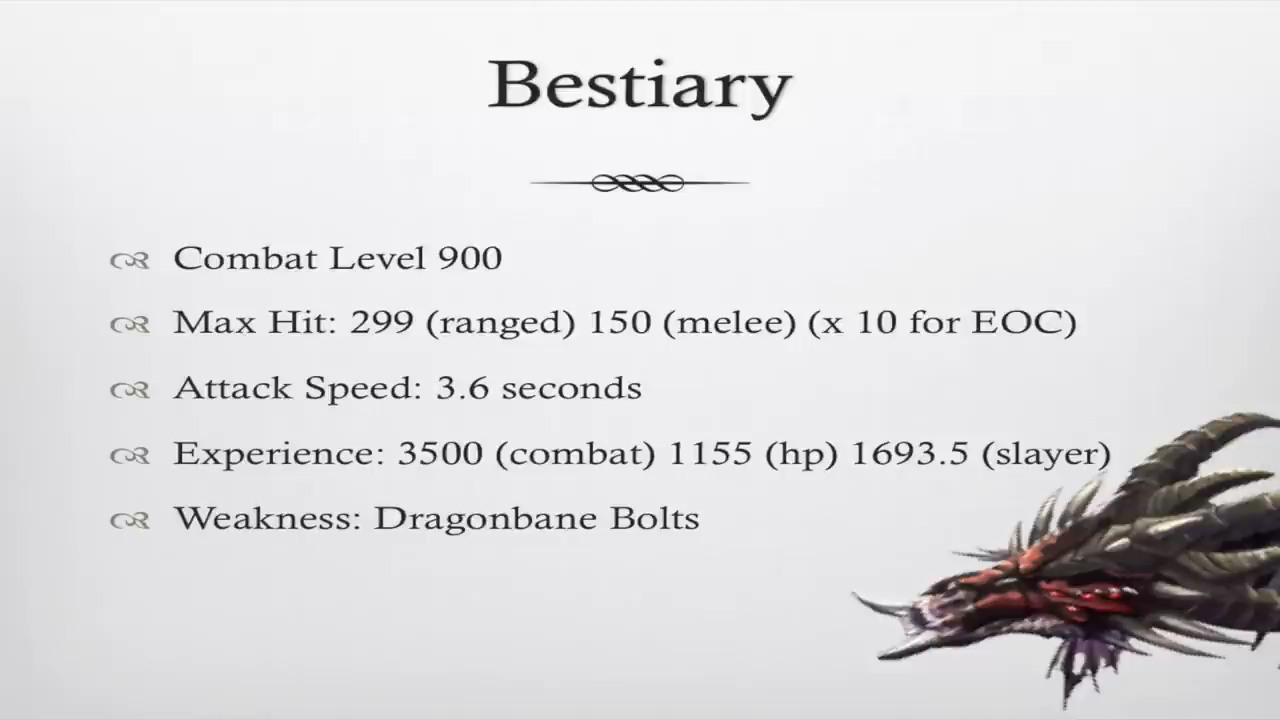 Bestiary
Combat Level 900
Max Hit: 299 (ranged) 150 (melee) (x 10 for EOC)
Attack Speed: 3.6 seconds
Experience: 3500 (combat) 1155 (hp) 1693.5 (slayer)
Weakness: Dragonbane Bolts